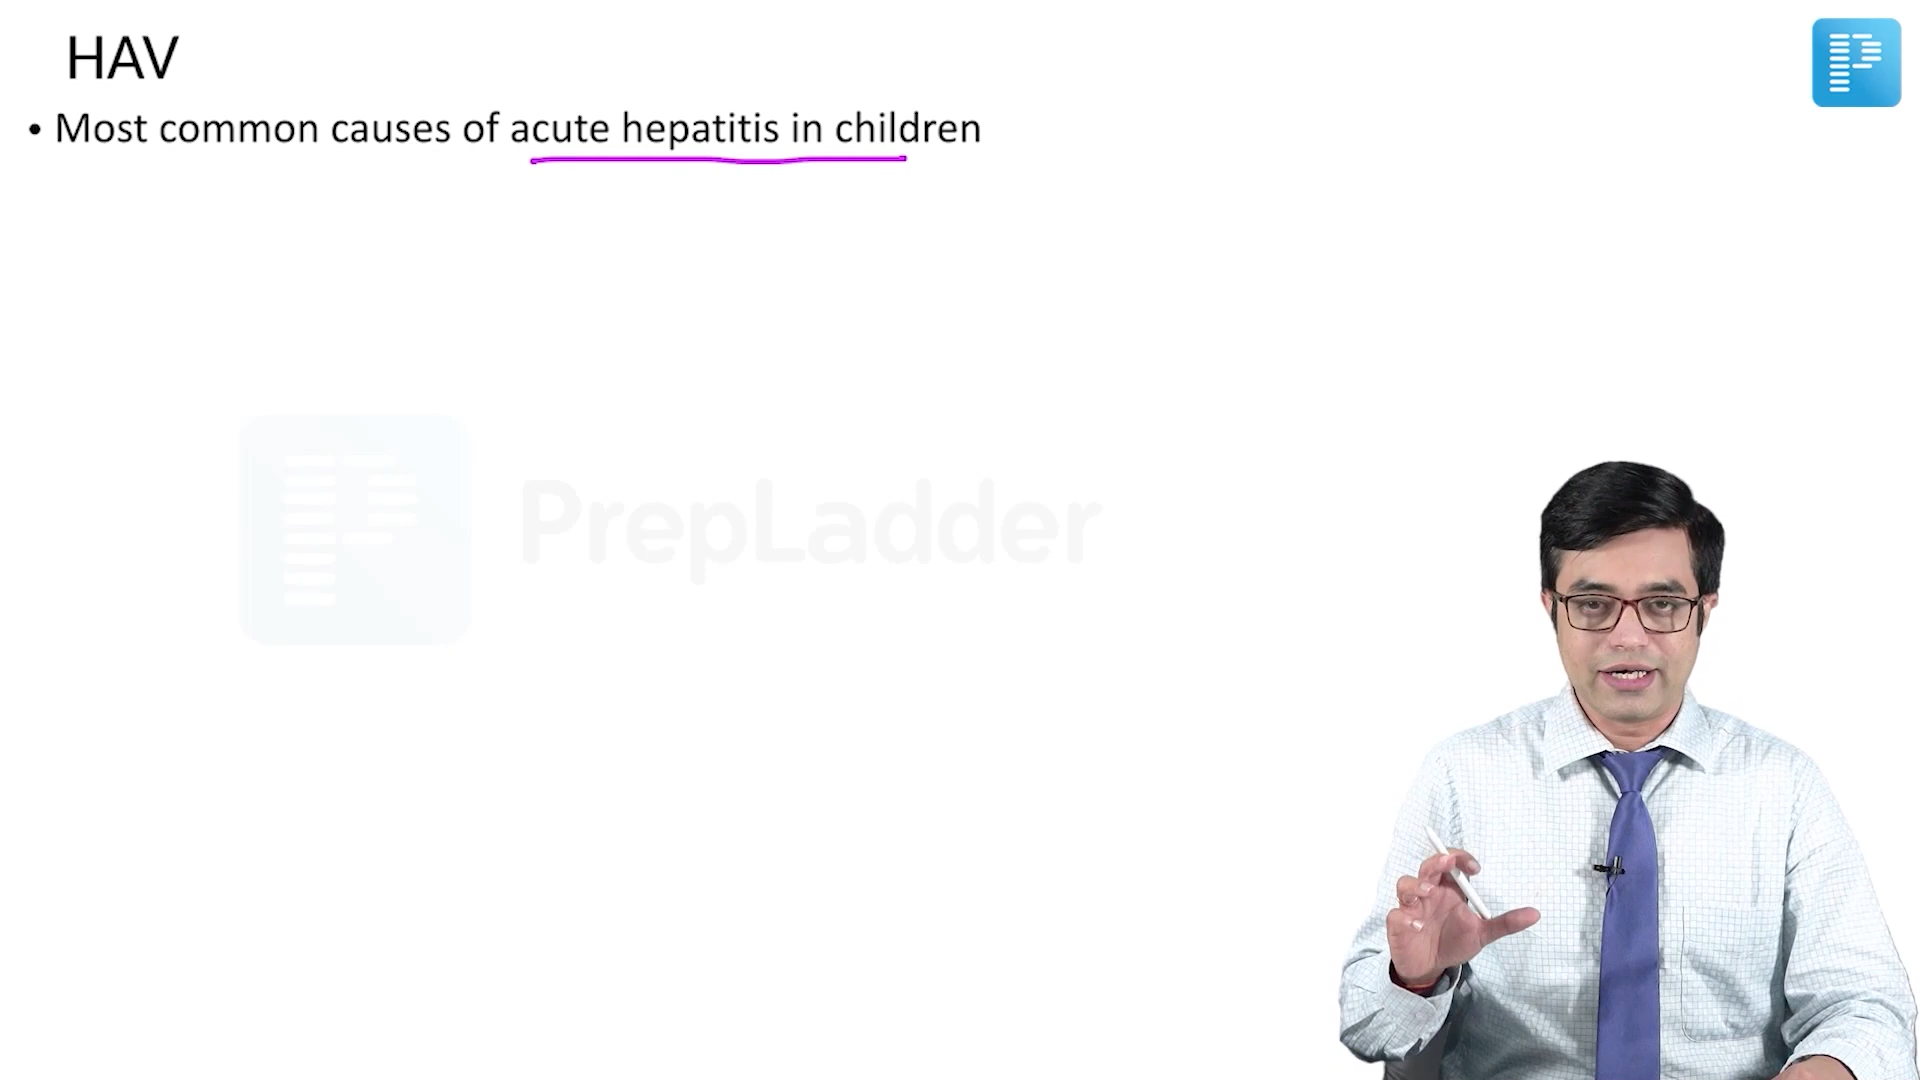 HAV
• Most common causes of acute hepatitis in children
PrepLadder